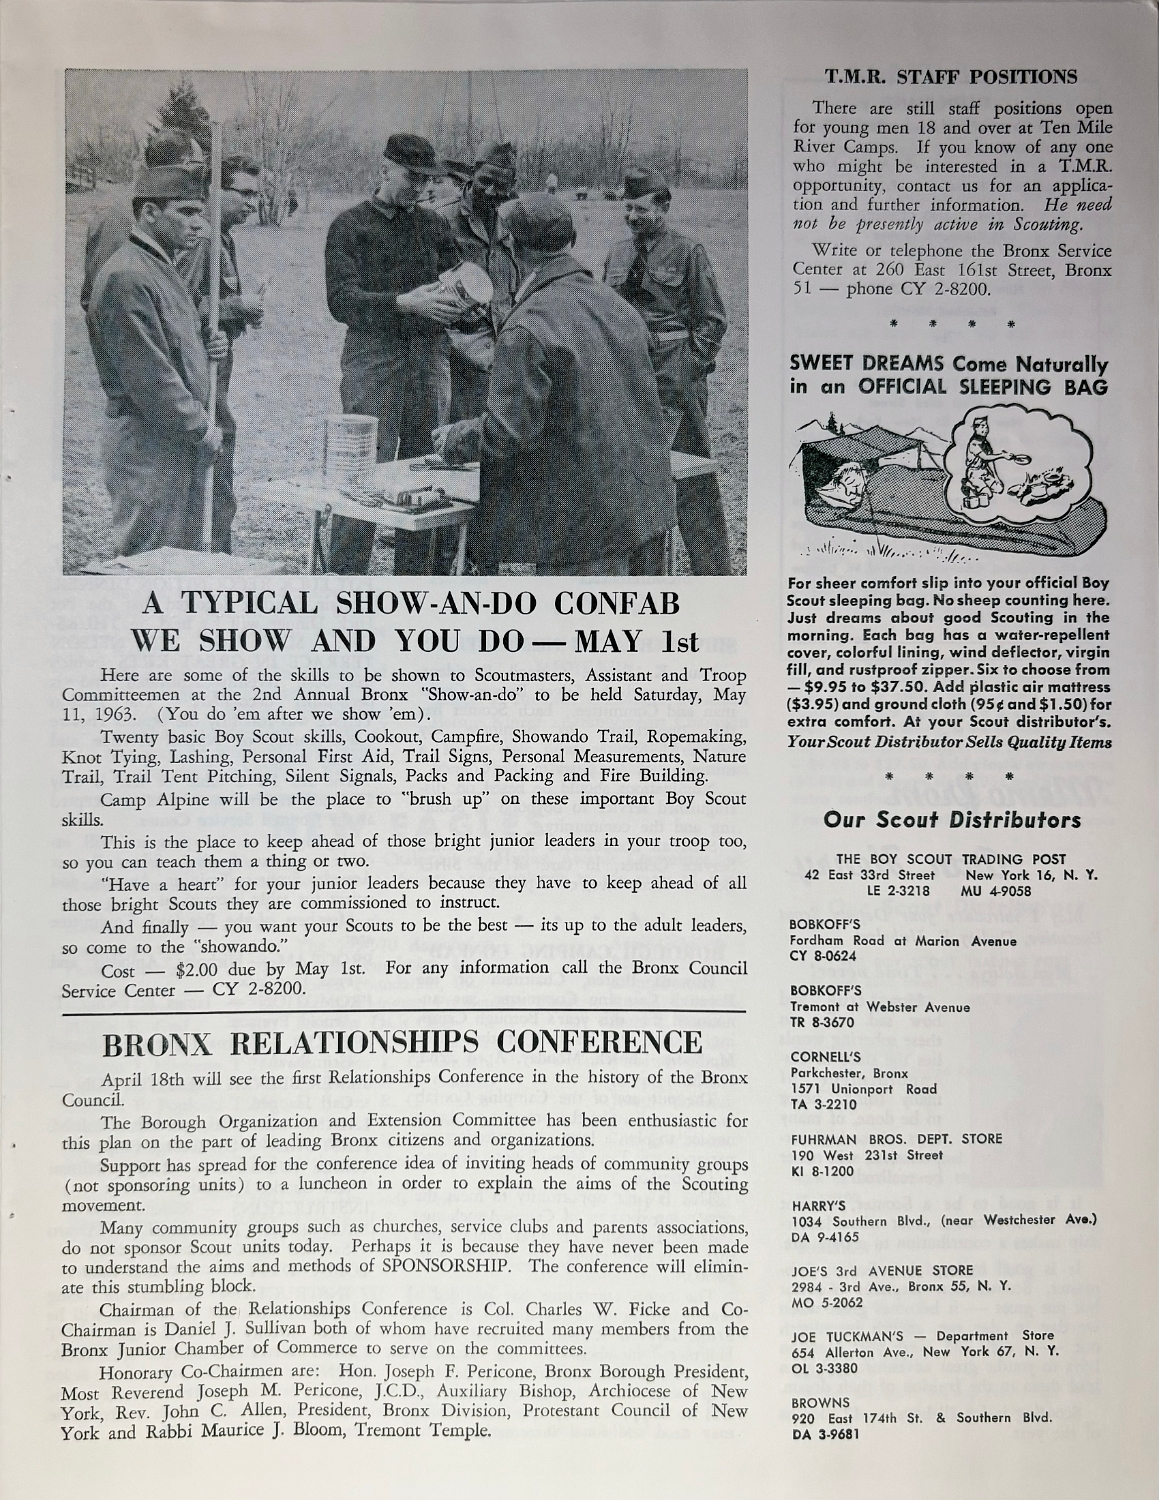 A TYPICAL SHOW-AN-DO CONFAB
WE SHOW AND YOU DO — MAY 1st
Here are some of the skills to be shown to Scoutmasters, Assistant and Troop
Committeemen at the 2nd Annual Bronx "Show-an-do" to be held Saturday, May
11, 1963. (You do 'em after we show 'em).
Twenty basic Boy Scout skills, Cookout, Campfire, Showando Trail, Ropemaking,
Knot Tying, Lashing, Personal First Aid, Trail Signs, Personal Measurements, Nature
Trail, Trail Tent Pitching, Silent Signals, Packs and Packing and Fire Building.
Camp Alpine will be the place to "brush up" on these important Boy Scout
skills.
This is the place to keep ahead of those bright junior leaders in your troop too,
so you can teach them a thing or two.
"Have a heart" for your junior leaders because they have to keep ahead of all
those bright Scouts they are commissioned to instruct.
And finally — you want your Scouts to be the best — its up to the adult leaders,
so come to the "showando."
Cost — $2.00 due by May 1st. For any information call the Bronx Council
Service Center — CY 2-8200.
BRONX RELATIONSHIPS CONFERENCE
April 18th will see the first Relationships Conference in the history of the Bronx
Council.
The Borough Organization and Extension Committee has been enthusiastic for
this plan on the part of leading Bronx citizens and organizations.
Support has spread for the conference idea of inviting heads of community groups
(not sponsoring units) to a luncheon in order to explain the aims of the Scouting
movement.
Many community groups such as churches, service clubs and parents associations,
do not sponsor Scout units today. Perhaps it is because they have never been made
to understand the aims and methods of SPONSORSHIP. The conference will elimin-
ate this stumbling block.
Chairman of the Relationships Conference is Col. Charles W. Ficke and Co-
Chairman is Daniel J. Sullivan both of whom have recruited many members from the
Bronx Junior Chamber of Commerce to serve on the committees.
Honorary Co-Chairmen are: Hon. Joseph F. Pericone, Bronx Borough President,
Most Reverend Joseph M. Pericone, J.C.D., Auxiliary Bishop, Archiocese of New
York, Rev. John C. Allen, President, Bronx Division, Protestant Council of New
York and Rabbi Maurice J. Bloom, Tremont Temple.
T.M.R. STAFF POSITIONS
There are still staff positions open
for young men 18 and over at Ten Mile
River Camps. If you know of any one
who might be interested in a T.M.R.
opportunity, contact us for an applica-
tion and further information. He need
not be presently active in Scouting.
Write or telephone the Bronx Service
Center at 260 East 161st Street, Bronx
51 — phone CY 2-8200.
* * * *
SWEET DREAMS Come Naturally
in an OFFICIAL SLEEPING BAG
For sheer comfort slip into your official Boy
Scout sleeping bag. No sheep counting here.
Just dreams about good Scouting in the
morning. Each bag has a water-repellent
cover, colorful lining, wind deflector, virgin
fill, and rustproof zipper. Six to choose from
— $9.95 to $37.50. Add plastic air mattress
($3.95) and ground cloth (95¢ and $1.50) for
extra comfort. At your Scout distributor's.
Your Scout Distributor Sells Quality Items
* * * *
Our Scout Distributors
THE BOY SCOUT TRADING POST
42 East 33rd Street New York 16, N. Y.
LE 2-3218 MU 4-9058
BOBKOFF'S
Fordham Road at Marion Avenue
CY 8-0624
BOBKOFF'S
Tremont at Webster Avenue
TR 8-3670
CORNELL'S
Parkchester, Bronx
1571 Unionport Road
TA 3-2210
FUHRMAN BROS. DEPT. STORE
190 West 231st Street
KI 8-1200
HARRY'S
1034 Southern Blvd., (near Westchester Ave.)
DA 9-4165
JOE'S 3rd AVENUE STORE
2984 - 3rd Ave., Bronx 55, N. Y.
MO 5-2062
JOE TUCKMAN'S — Department Store
654 Allerton Ave., New York 67, N. Y.
OL 3-3380
BROWNS
920 East 174th St. & Southern Blvd.
DA 3-9681